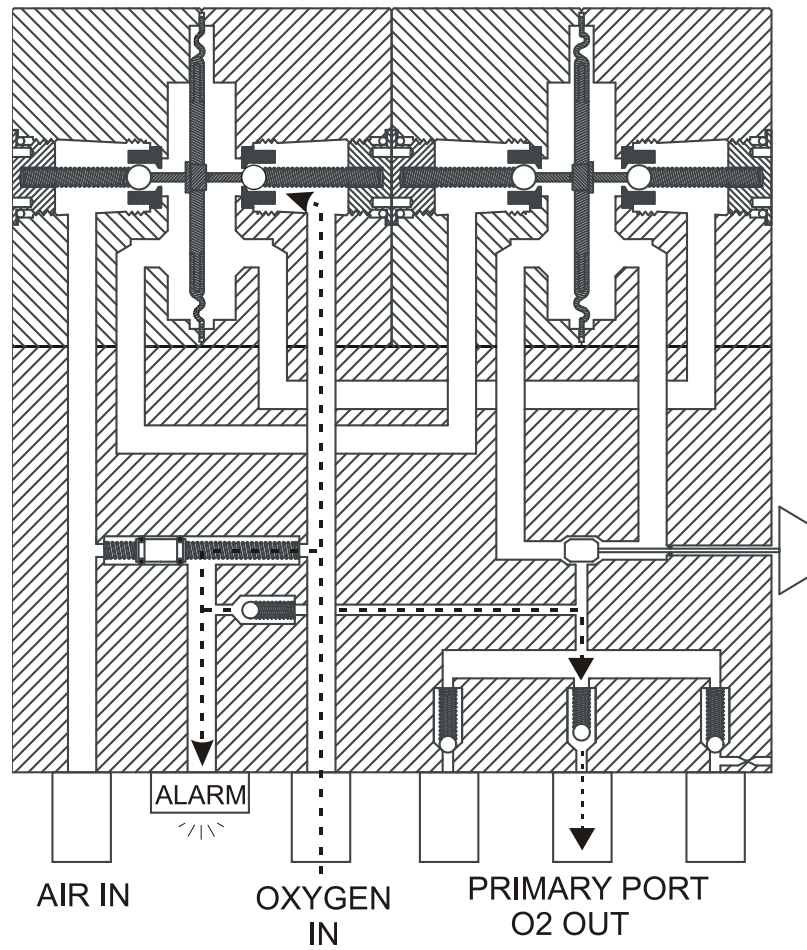 ALARM
AIR IN
OXYGEN
IN
PRIMARY PORT
O2 OUT